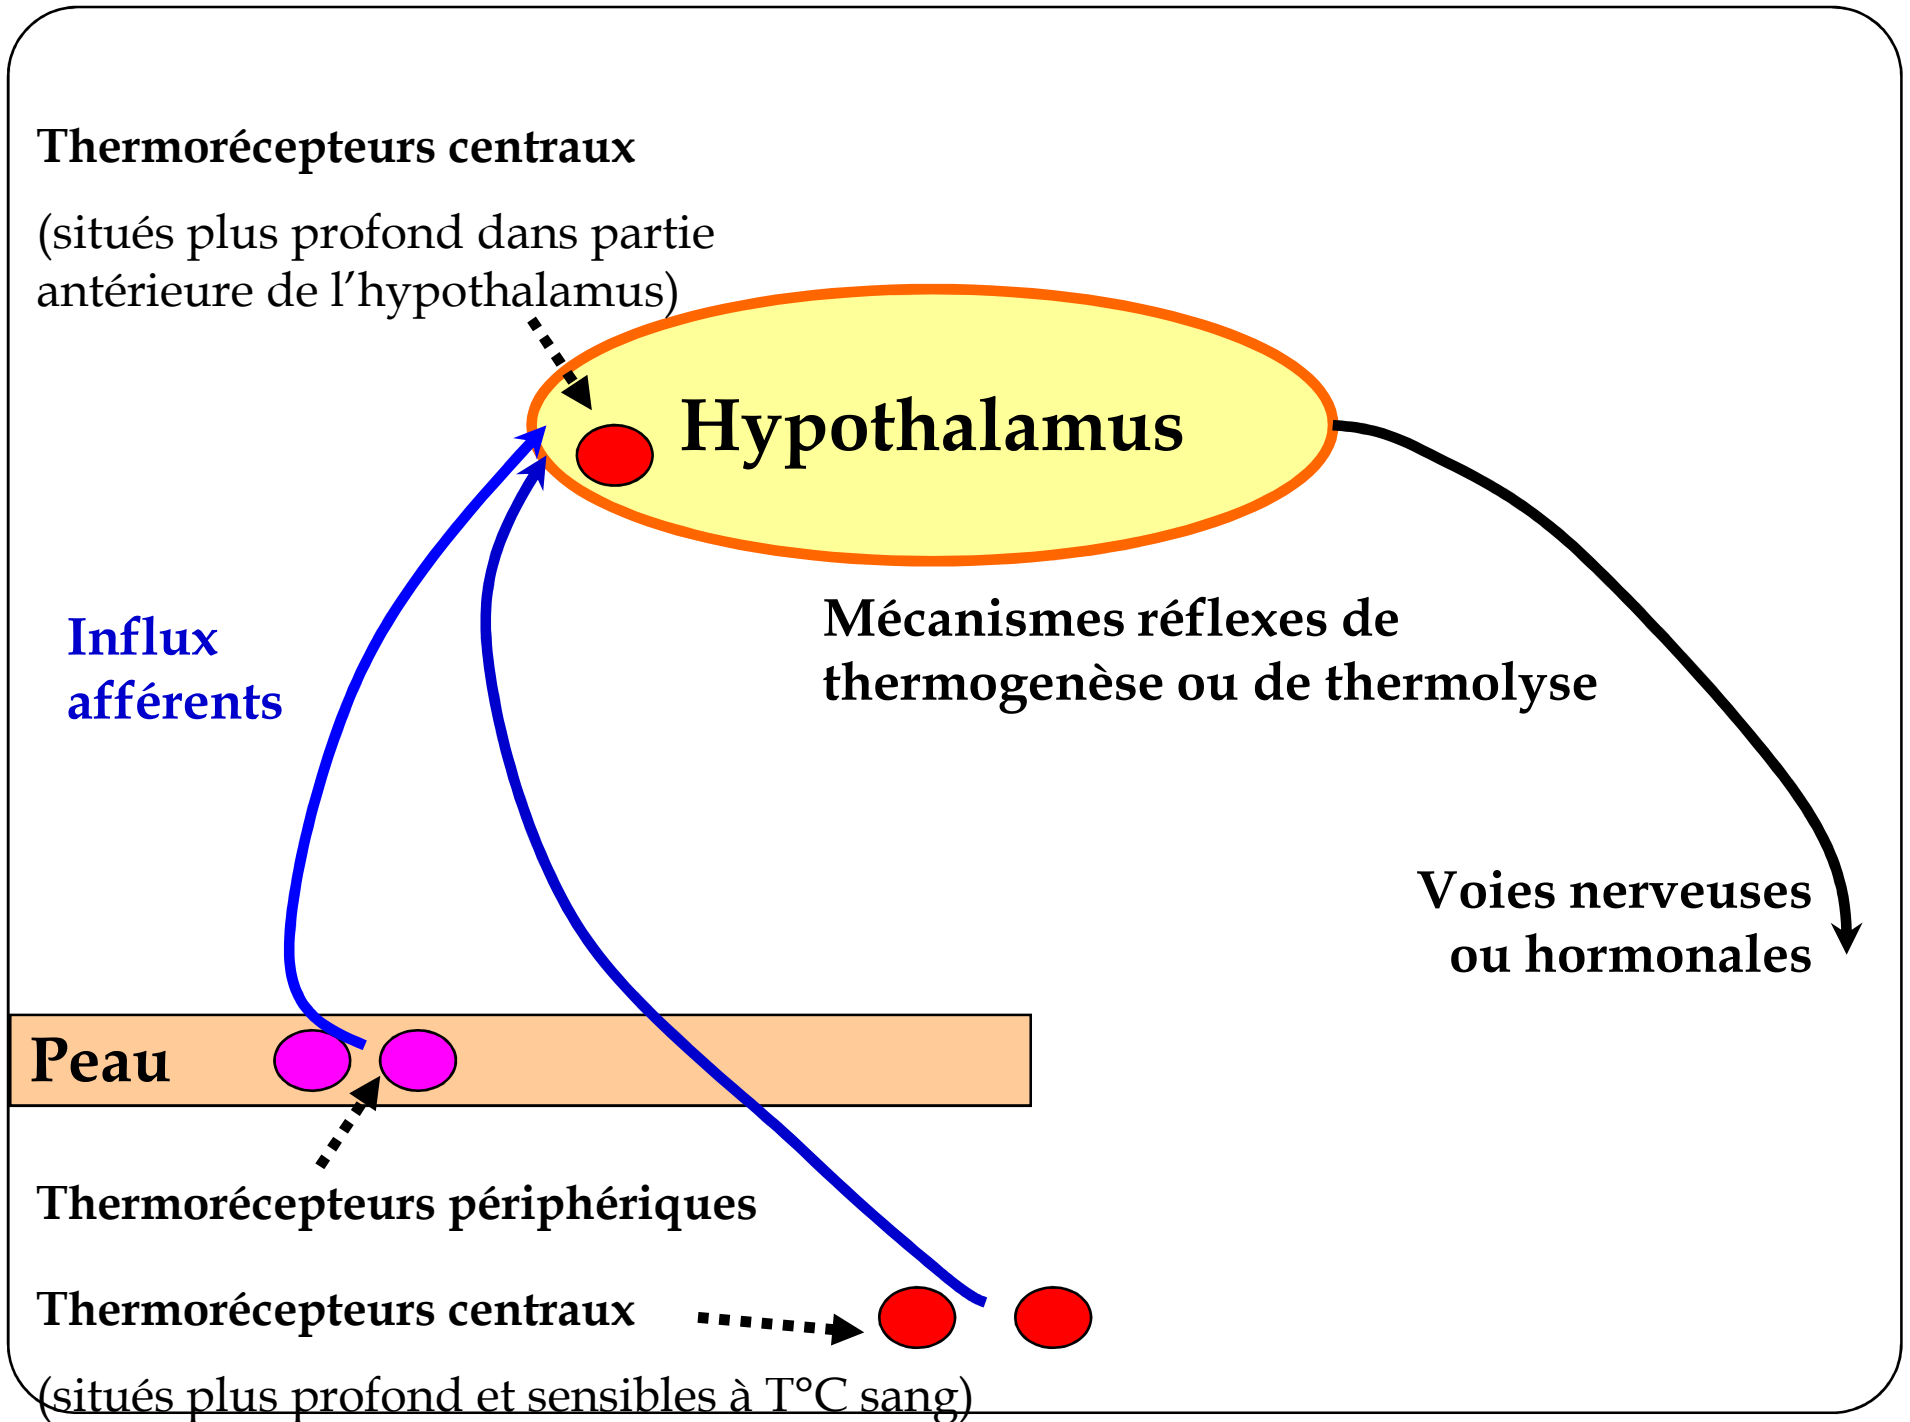 Thermorécepteurs centraux
(situés plus profond dans partie
antérieure de l’hypothalamus)
Hypothalamus
Influx
afférents
Mécanismes réflexes de
thermogenèse ou de thermolyse
Voies nerveuses
ou hormonales
Peau
Thermorécepteurs périphériques
Thermorécepteurs centraux
(situés plus profond et sensibles à T°C sang)